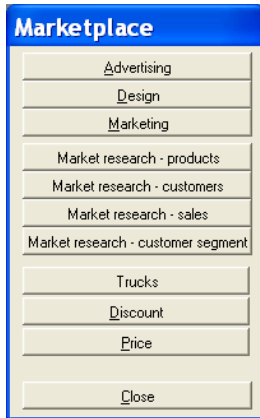 Marketplace
Advertising
Design
Marketing
Market research - products
Market research - customers
Market research - sales
Market research - customer segment
Trucks
Discount
Price
Close